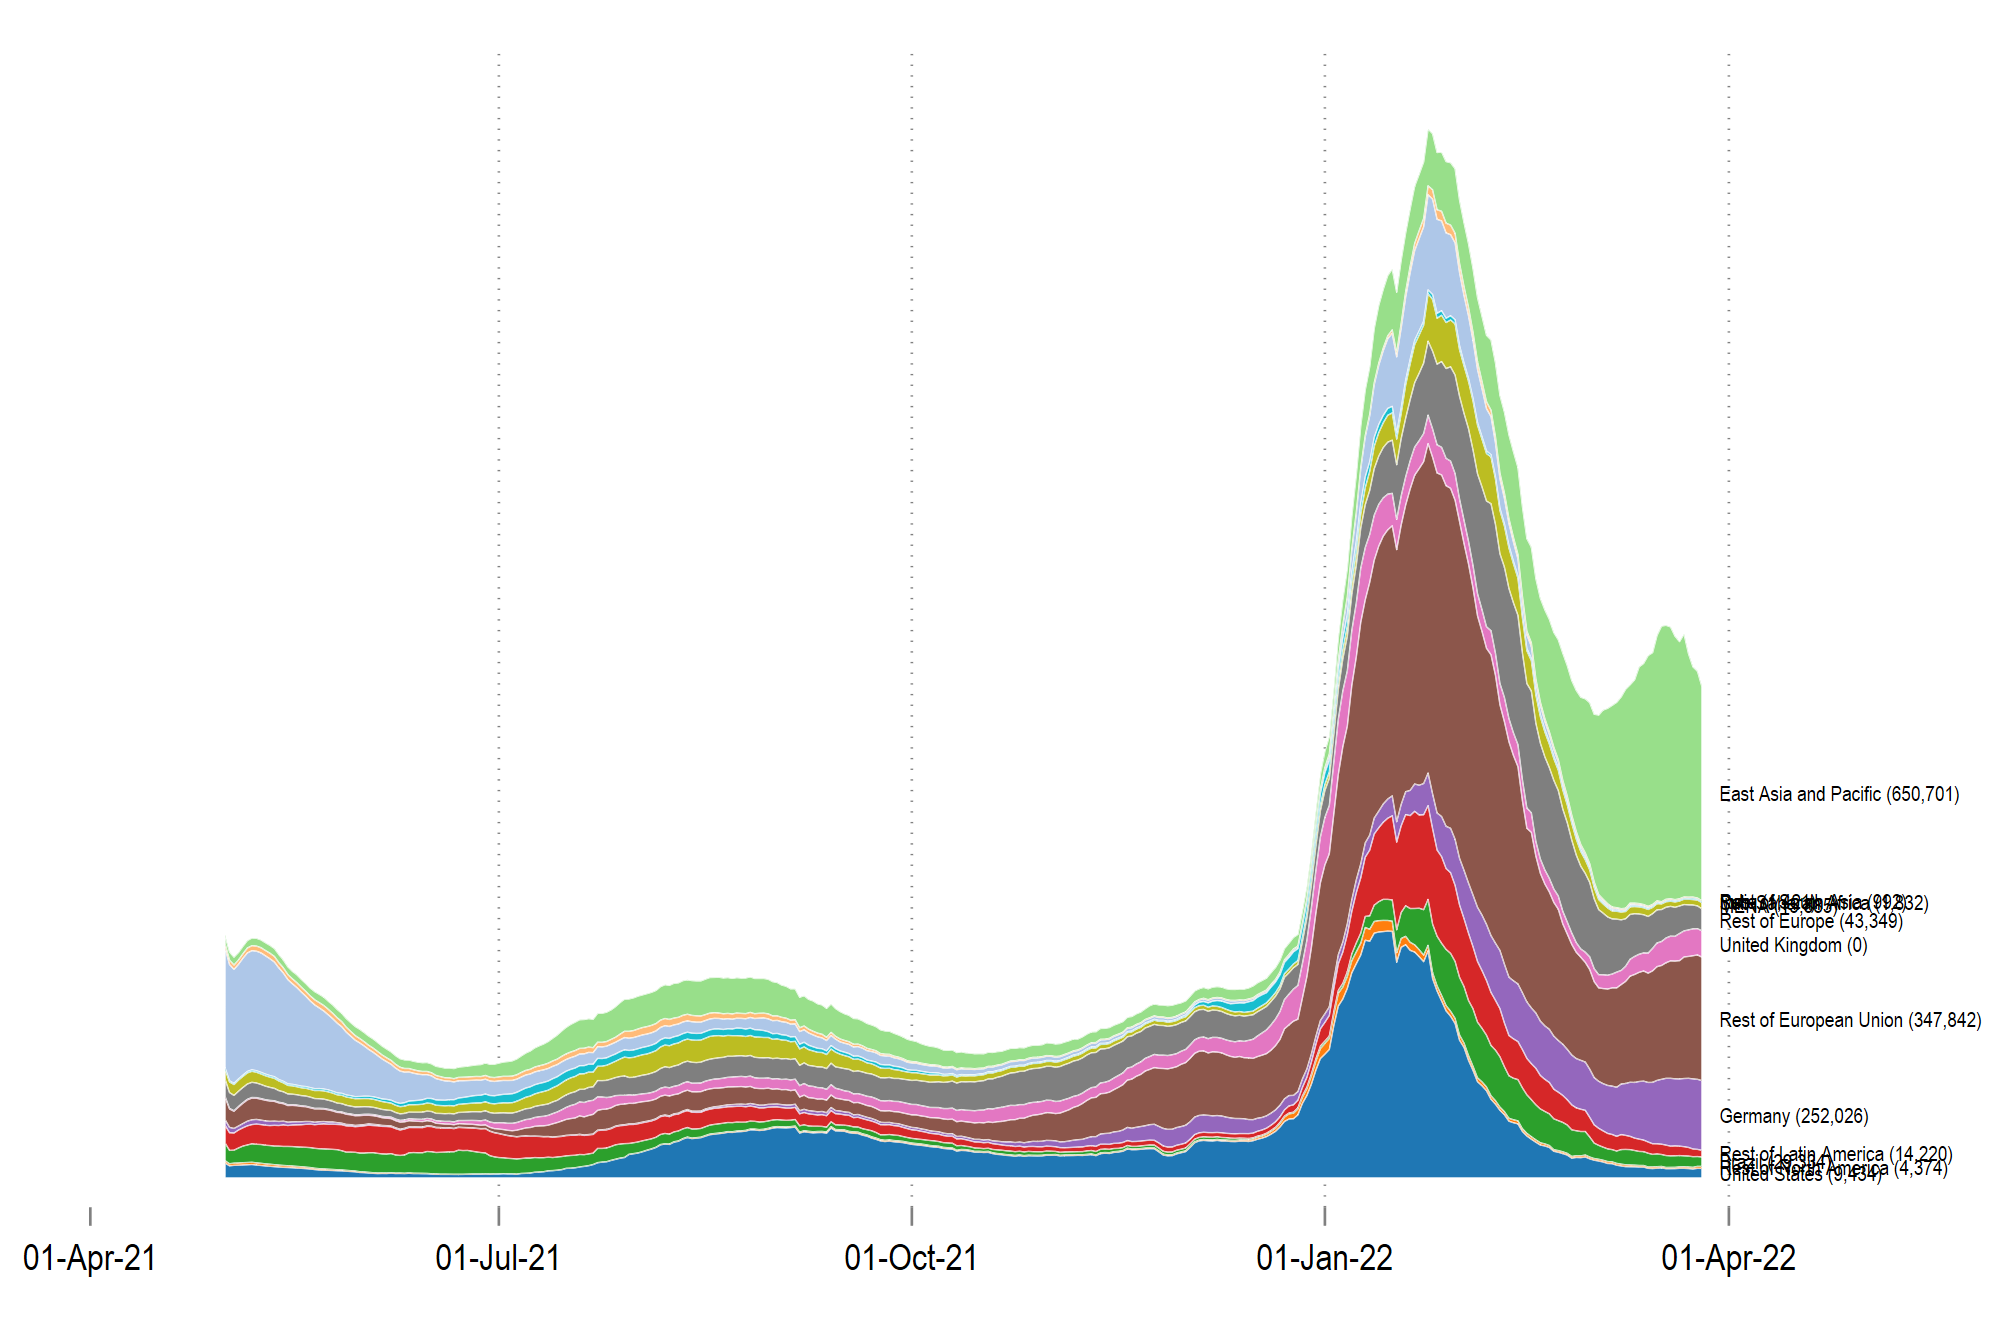 East Asia and Pacific (650,701)
Rest of Europe (43,349)
United Kingdom (0)
Rest of European Union (347,842)
Germany (252,026)
Rest of Latin America (14,220)
Rest of North America (4,374)
United States (9,434)
01-Apr-21
01-Jul-21
01-Oct-21
01-Jan-22
01-Apr-22